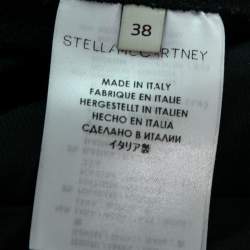 38
STELLA McCARTNEY
MADE IN ITALY
FABRIQUE EN ITALIE
HERGESTELLT IN ITALIEN
HECHO EN ITALIA
СДЕЛАНО В ИТАЛИИ
イタリア製